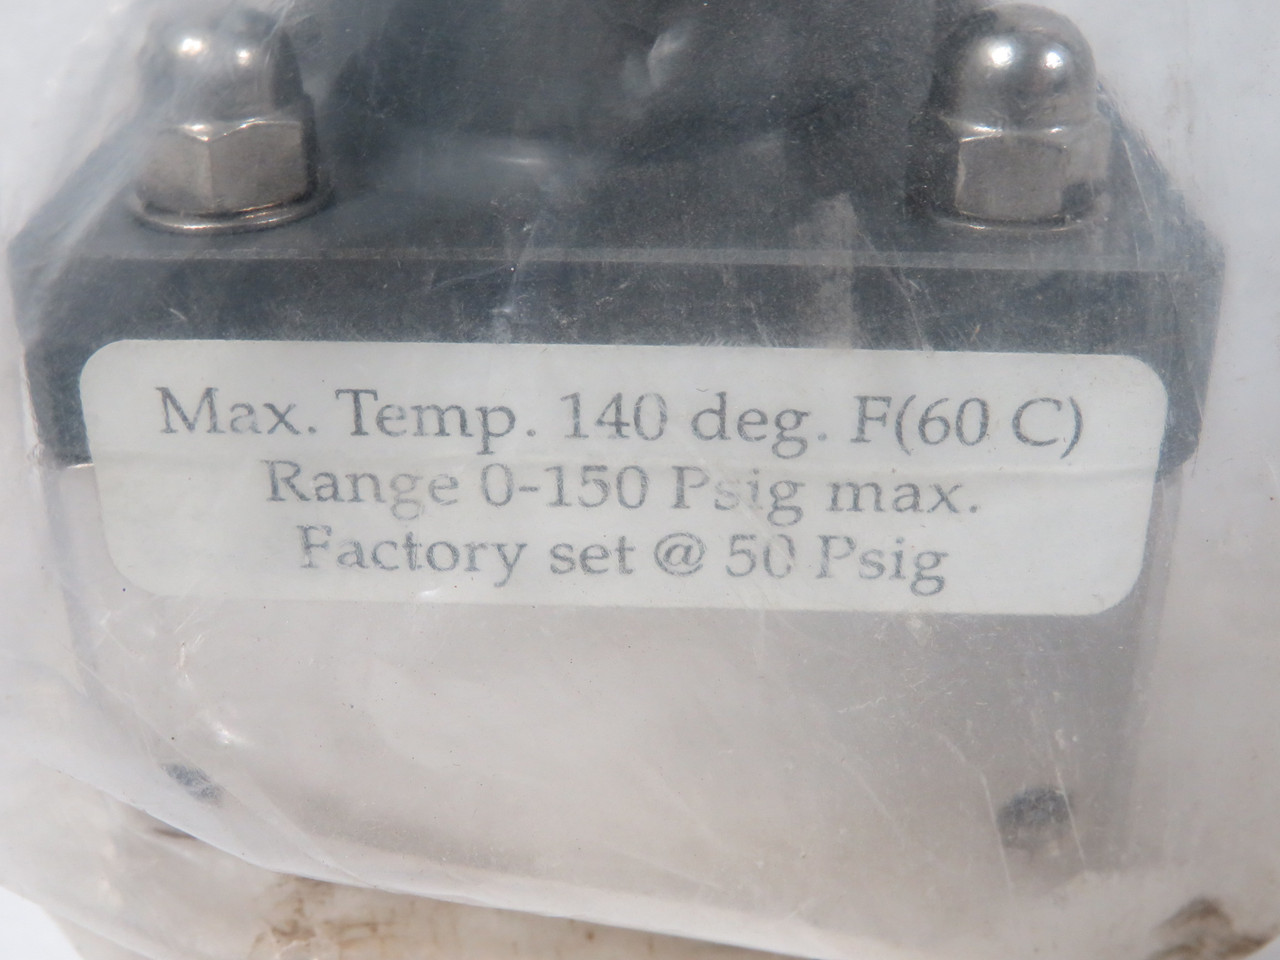 Max. Temp. 140 deg. F(60 C)
Range 0-150 Psig max.
Factory set @ 50 Psig